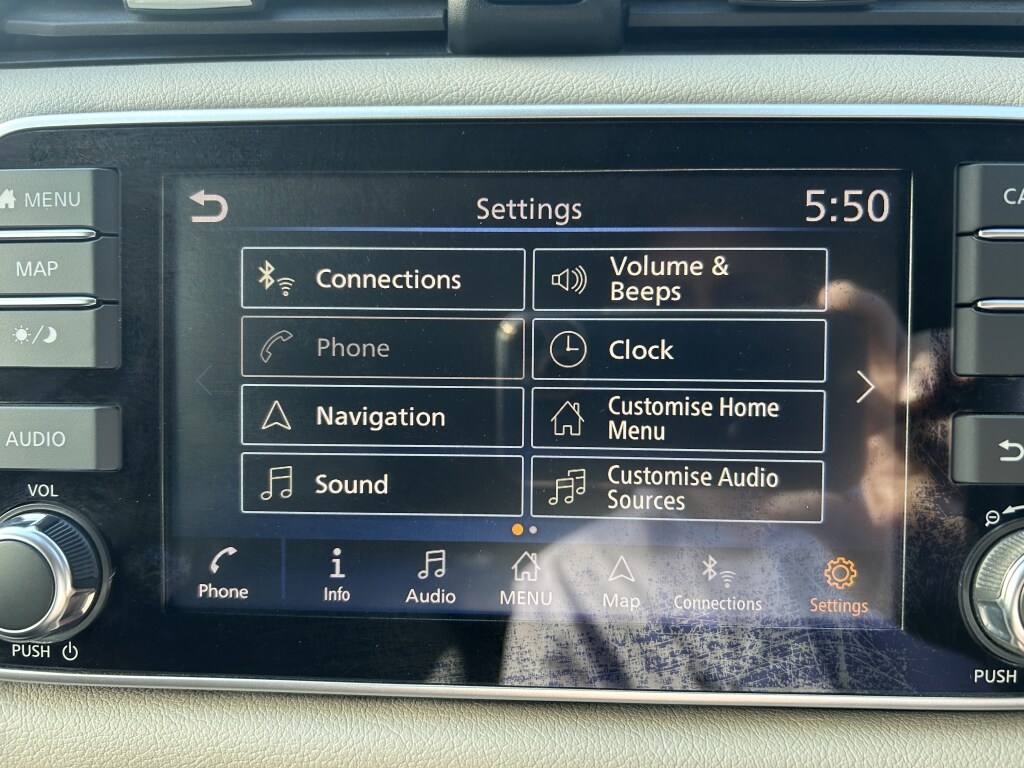 MENU
MAP
AUDIO
VOL
PUSH
Settings
5:50
Connections
Volume &
Beeps
Phone
Clock
Navigation
Customise Home
Menu
Sound
Customise Audio
Sources
Phone
Info
Audio
MENU
Map
Connections
Settings
CA
PUSH